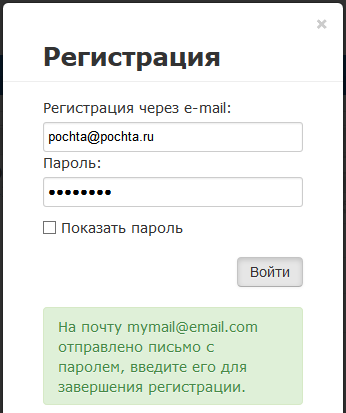 Регистрация
Регистрация через e-mail:
pochta@pochta.ru
Пароль:
••••••••
Показать пароль
Войти
На почту mymail@email.com
отправлено письмо с
паролем, введите его для
завершения регистрации.